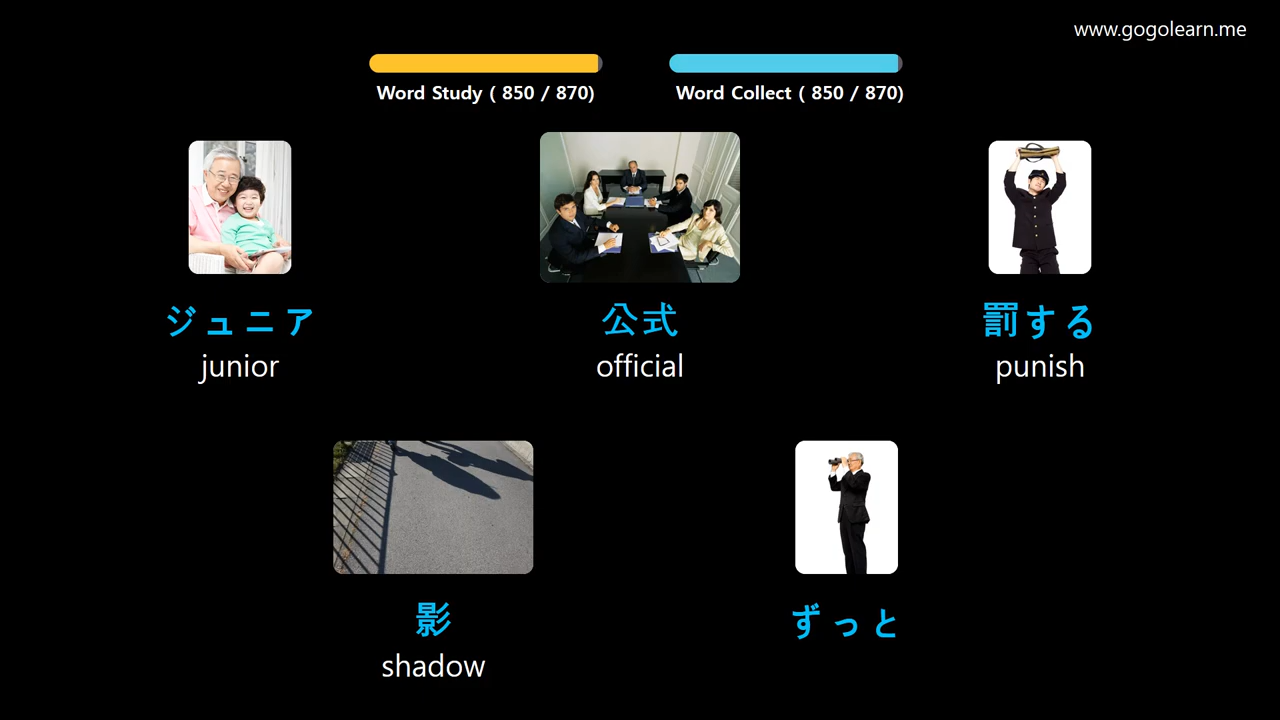 www.gogolearn.me
Word Study ( 850 / 870)
Word Collect ( 850 / 870)
ジュニア
junior
公式
official
罰する
punish
影
shadow
ずっと